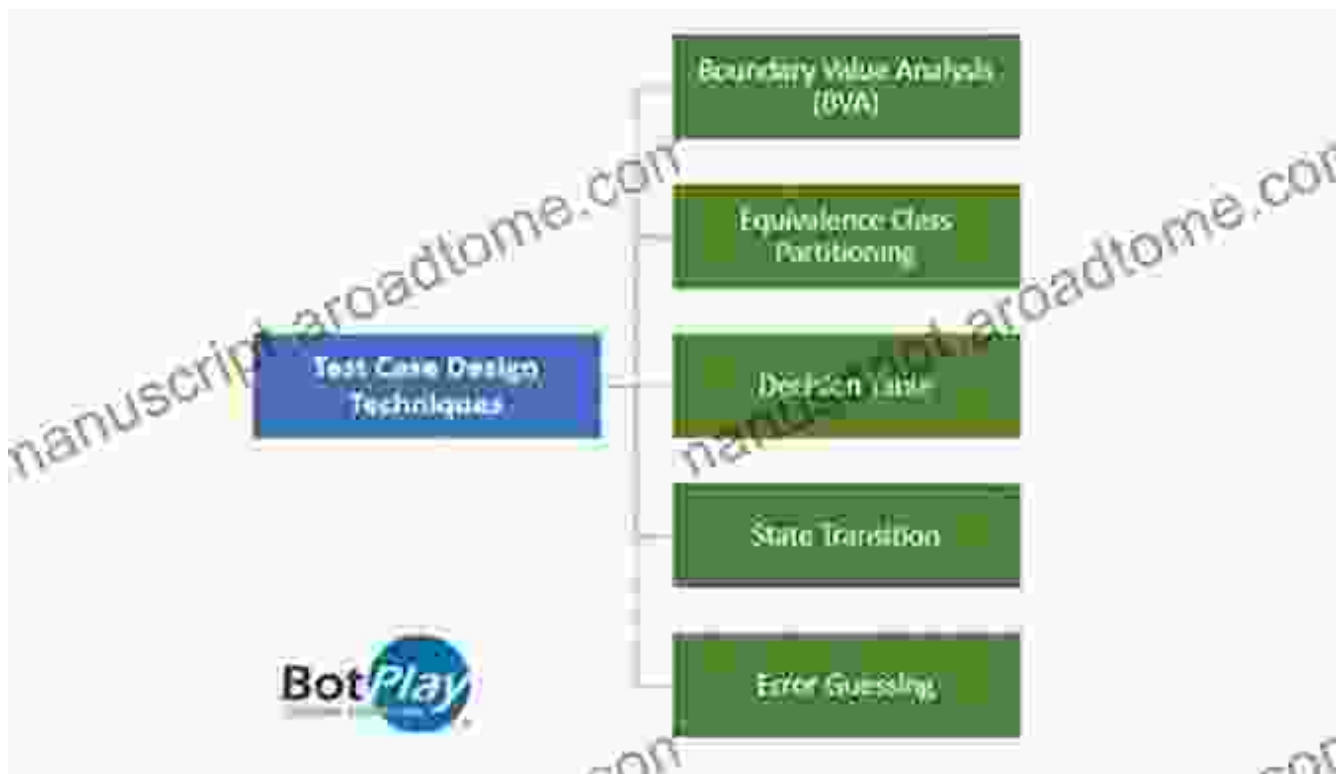 Boundary Value Analysis
(BVA)
Equivalence Class
Partitioning
Test Case Design
Techniques
Decision Table
State Transition
Error Guessing
BotPlay
manuscript.aroadtome.com
manuscript.aroadtome.com
.com